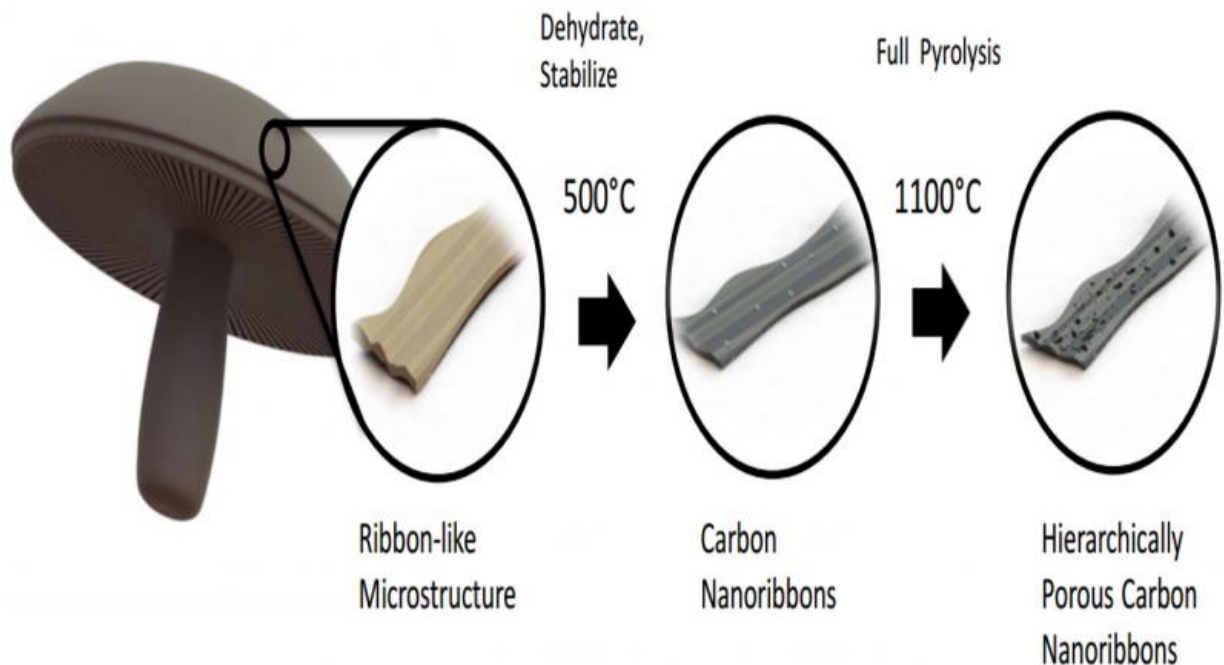 Dehydrate,
Stabilize
Full Pyrolysis
500°C
1100°C
Ribbon-like
Microstructure
Carbon
Nanoribbons
Hierarchically
Porous Carbon
Nanoribbons